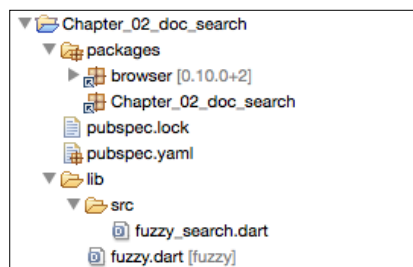 Chapter_02_doc_search
packages
browser [0.10.0+2]
Chapter_02_doc_search
pubspec.lock
pubspec.yaml
lib
src
fuzzy_search.dart
fuzzy.dart [fuzzy]